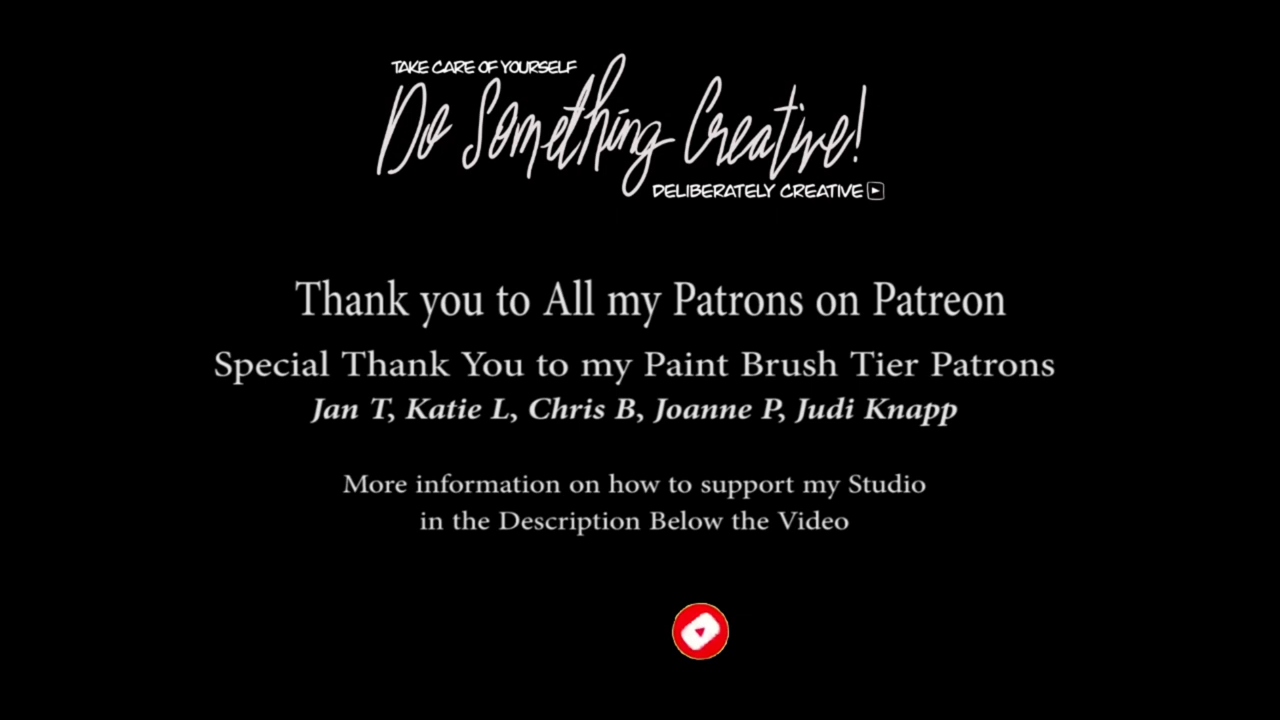 TAKE CARE OF YOURSELF
Do Something Creative!
DELIBERATELY CREATIVE
Thank you to All my Patrons on Patreon
Special Thank You to my Paint Brush Tier Patrons
Jan T, Katie L, Chris B, Joanne P, Judi Knapp
More information on how to support my Studio
in the Description Below the Video